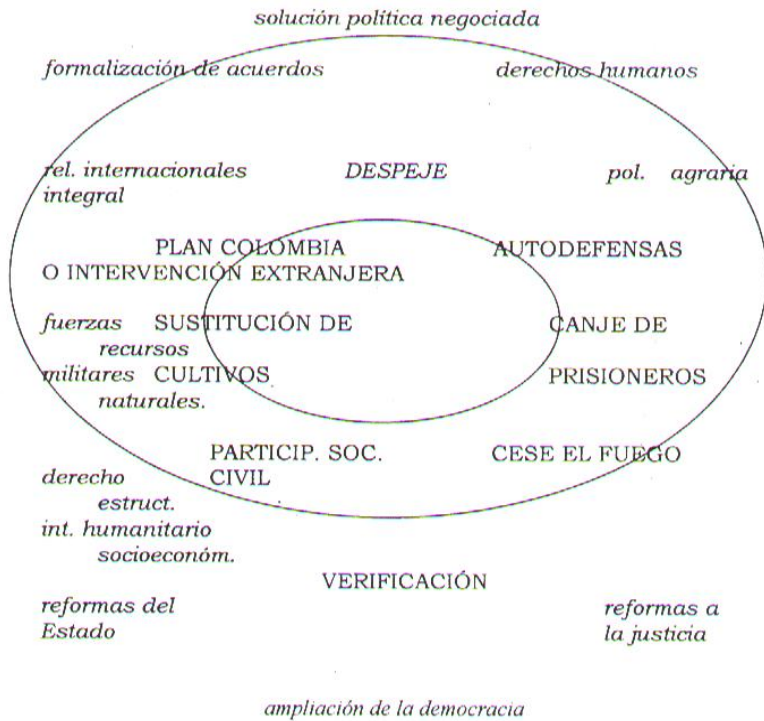 solución política negociada
formalización de acuerdos derechos humanos
rel. internacionales DESPEJE pol. agraria
integral
PLAN COLOMBIA AUTODEFENSAS
O INTERVENCIÓN EXTRANJERA
fuerzas SUSTITUCIÓN DE CANJE DE
recursos
militares CULTIVOS PRISIONEROS
naturales.
PARTICIP. SOC. CESE EL FUEGO
derecho CIVIL
estruct.
int. humanitario
socioeconóm.
VERIFICACIÓN
reformas del reformas a
Estado la justicia
ampliación de la democracia